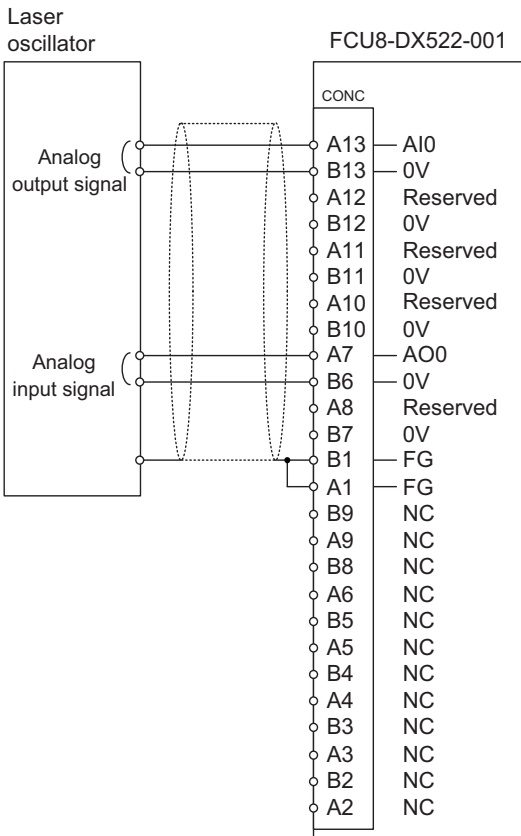 Laser
oscillator
FCU8-DX522-001
CONC
Analog
output signal
Analog
input signal
A13 AI0
B13 0V
A12 Reserved
B12 0V
A11 Reserved
B11 0V
A10 Reserved
B10 0V
A7 AO0
B6 0V
A8 Reserved
B7 0V
B1 FG
A1 FG
B9 NC
A9 NC
B8 NC
A6 NC
B5 NC
A5 NC
B4 NC
A4 NC
B3 NC
A3 NC
B2 NC
A2 NC